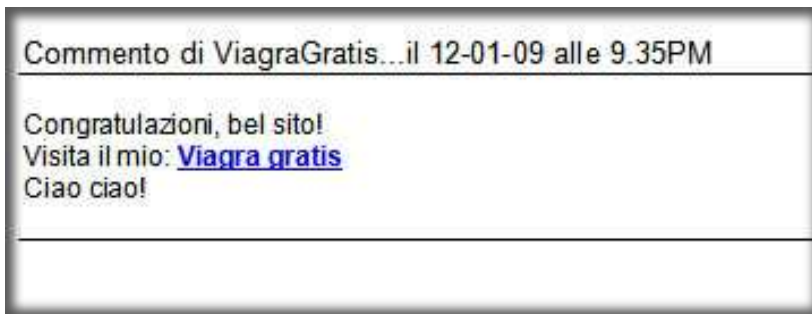 Commento di ViagraGratis...il 12-01-09 alle 9.35PM
Congratulazioni, bel sito!
Visita il mio: Viagra gratis
Ciao ciao!